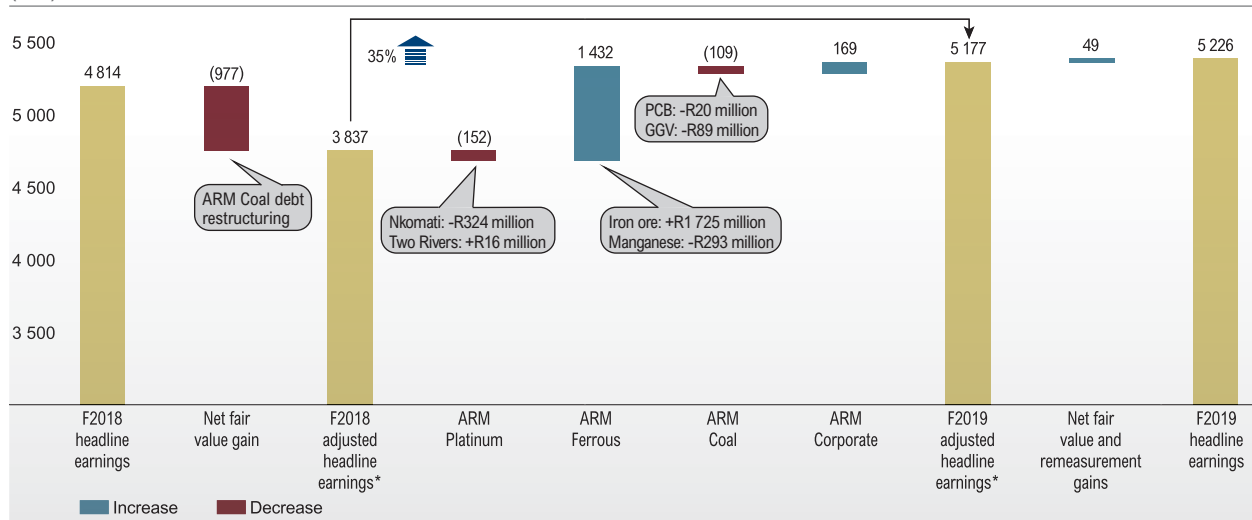 5 500
5 000
4 500
4 000
3 500
4 814
(977)
3 837
35%
(152)
1 432
(109)
169
5 177
49
5 226
ARM Coal debt
restructuring
Nkomati: -R324 million
Two Rivers: +R16 million
Iron ore: +R1 725 million
Manganese: -R293 million
PCB: -R20 million
GGV: -R89 million
F2018
headline
earnings
Net fair
value gain
F2018
adjusted
headline
earnings*
ARM
Platinum
ARM
Ferrous
ARM
Coal
ARM
Corporate
F2019
adjusted
headline
earnings*
Net fair
value and
remeasurement
gains
F2019
headline
earnings
Increase
Decrease